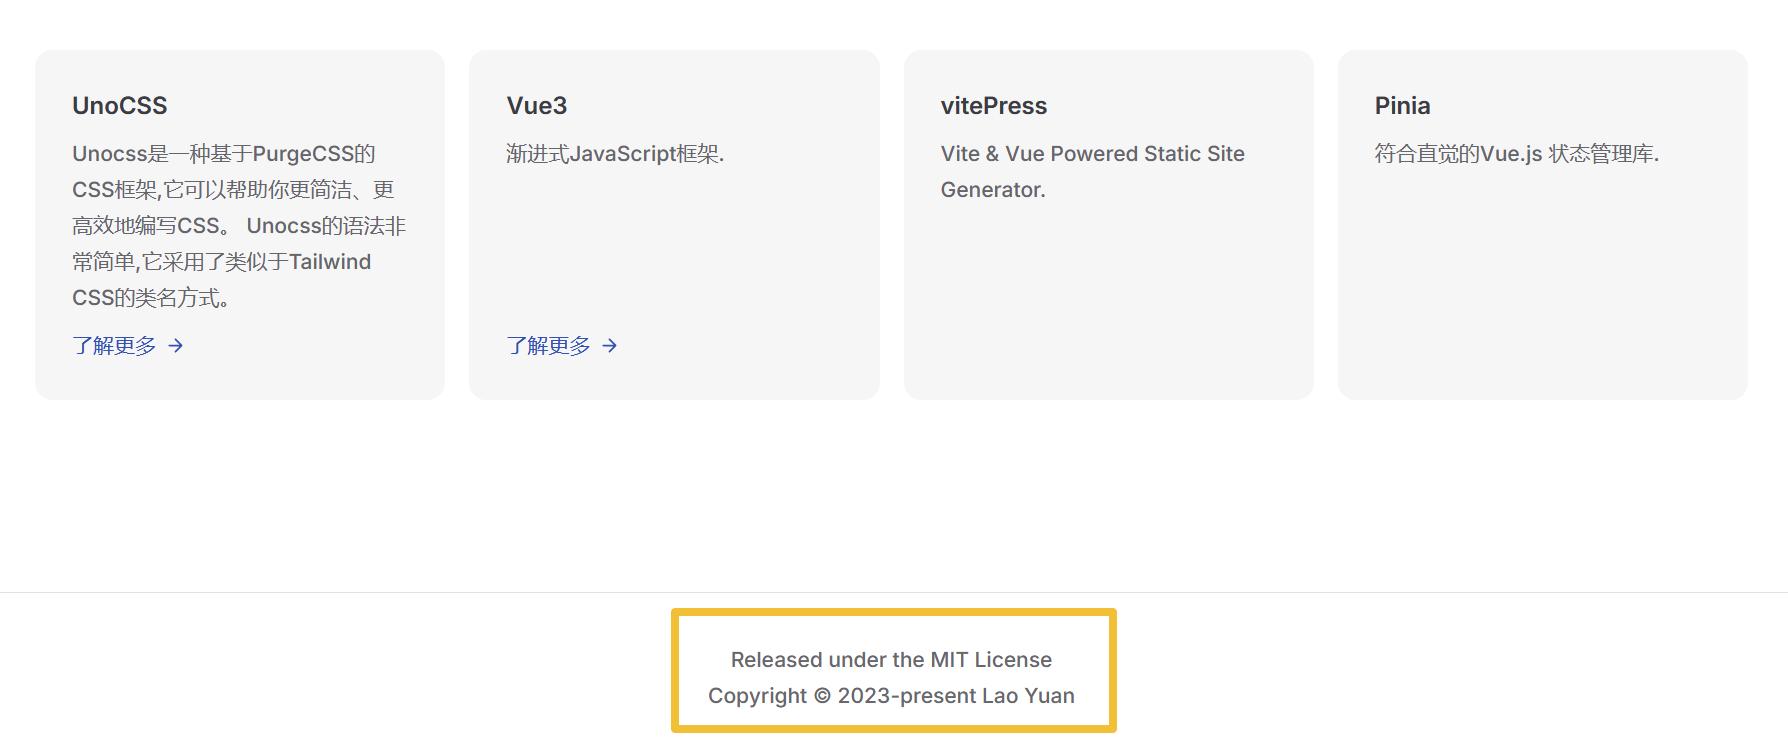 UnoCSS
Unocss是一种基于PurgeCSS的
CSS框架,它可以帮助你更简洁、更
高效地编写CSS。 Unocss的语法非
常简单,它采用了类似于Tailwind
CSS的类名方式。
了解更多 →
Vue3
渐进式JavaScript框架.
了解更多 →
vitePress
Vite & Vue Powered Static Site
Generator.
Pinia
符合直觉的Vue.js 状态管理库.
Released under the MIT License
Copyright © 2023-present Lao Yuan